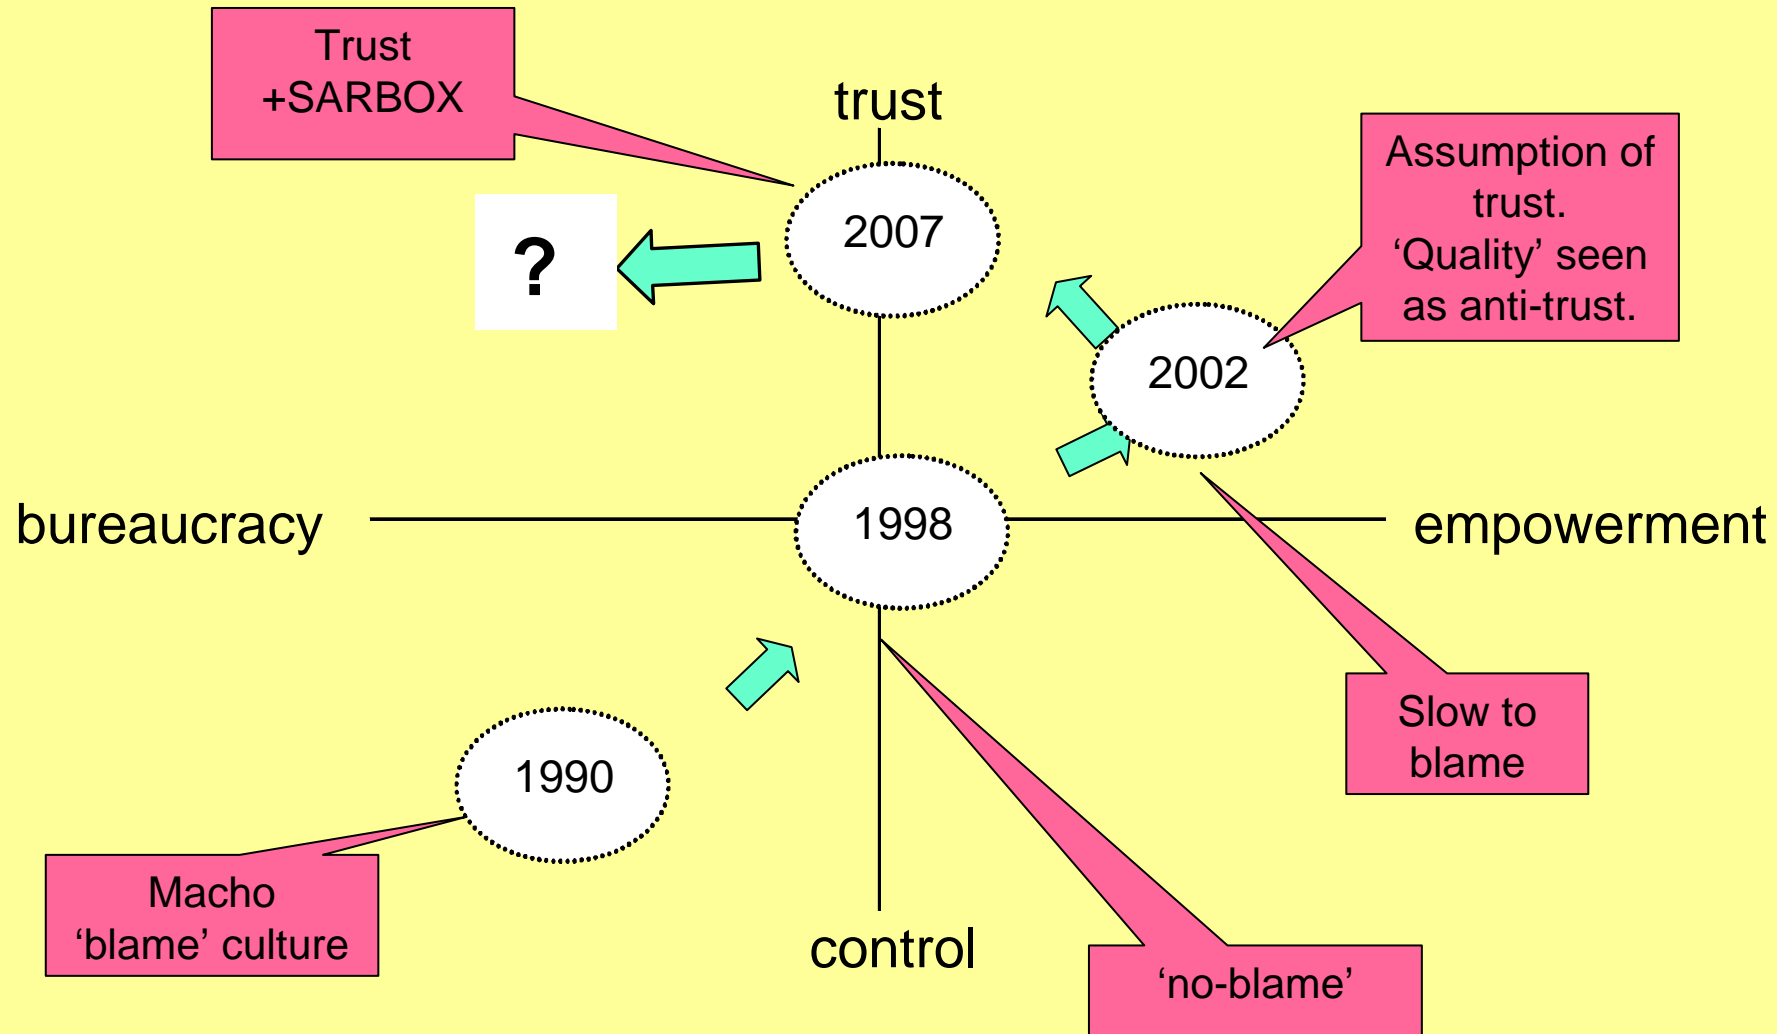 Trust
+SARBOX
trust
Assumption of
trust.
‘Quality’ seen
as anti-trust.
2007
?
2002
bureaucracy
1998
empowerment
Slow to
blame
1990
Macho
‘blame’ culture
control
‘no-blame’